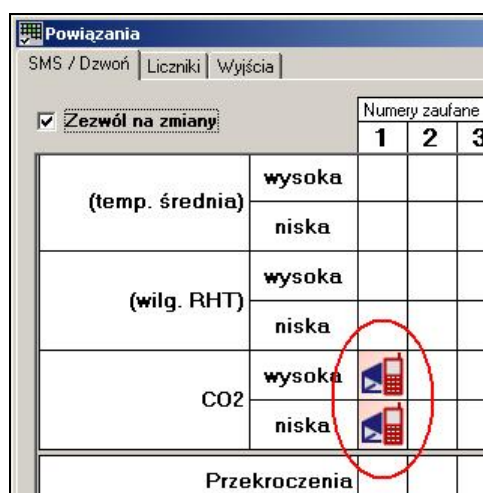 Powiązania
SMS / Dzwoń Liczniki Wyjścia
Zezwól na zmiany
Numery zaufane
1 2 3
(temp. średnia) wysoka
niska
(wilg. RHT) wysoka
niska
CO2 wysoka
niska
Przekroczenia